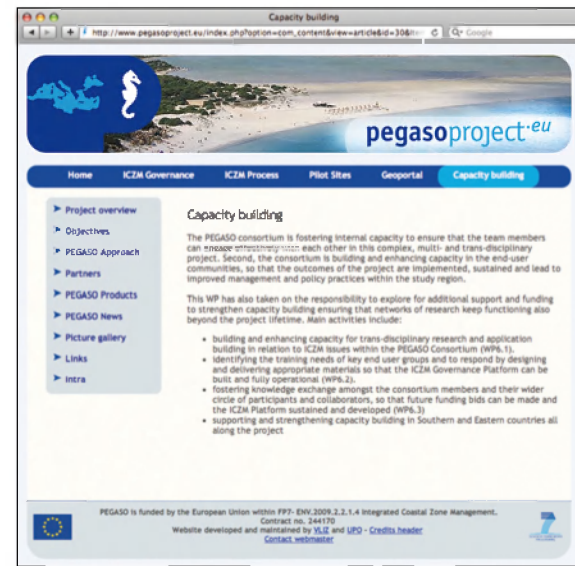 Capacity building
http://www.pegasoproject.eu/index.php?option=com_content&view=article&id=30&Ite
Google
pegasoproject.eu
Home ICZM Governance ICZM Process Pilot Sites Geoportal Capacity building
Project overview
Objectives
PEGASO Approach
Partners
PEGASO Products
PEGASO News
Picture gallery
Links
Intra
Capacity building
The PEGASO consortium is fostering internal capacity to ensure that the team members
can engage effectively with each other in this complex, multi- and trans-disciplinary
project. Second, the consortium is building and enhancing capacity in the end-user
communities, so that the outcomes of the project are implemented, sustained and lead to
improved management and policy practices within the study region.
This WP has also taken on the responsibility to explore for additional support and funding
to strengthen capacity building ensuring that networks of research keep functioning also
beyond the project lifetime. Main activities include:
• building and enhancing capacity for trans-disciplinary research and application
building in relation to ICZM issues within the PEGASO Consortium (WP6.1).
• identifying the training needs of key end user groups and to respond by designing
and delivering appropriate materials so that the ICZM Governance Platform can be
built and fully operational (WP6.2).
• fostering knowledge exchange amongst the consortium members and their wider
circle of participants and collaborators, so that future funding bids can be made and
the ICZM Platform sustained and developed (WP6.3)
• supporting and strengthening capacity building in Southern and Eastern countries all
along the project
PEGASO is funded by the European Union within FP7- ENV.2009.2.2.1.4 Integrated Coastal Zone Management.
Contract no. 244170
Website developed and maintained by VLIZ and UPO - Credits header
Contact webmaster